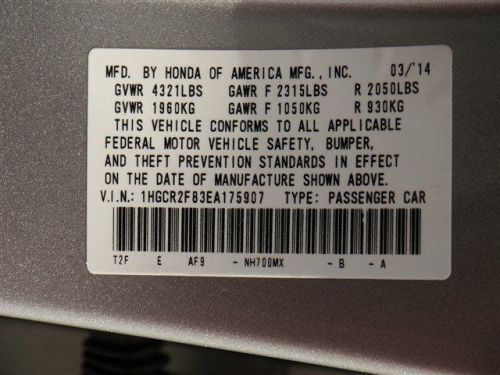 MFD. BY HONDA OF AMERICA MFG., INC. 03/'14
GVWR 4321LBS GAWR F 2315LBS R 2050LBS
GVWR 1960KG GAWR F 1050KG R 930KG
THIS VEHICLE CONFORMS TO ALL APPLICABLE
FEDERAL MOTOR VEHICLE SAFETY, BUMPER,
AND THEFT PREVENTION STANDARDS IN EFFECT
ON THE DATE OF MANUFACTURE SHOWN ABOVE.
V.I.N.: 1HGCR2F83EA175907 TYPE: PASSENGER CAR
T2F E AF9 - NH700MX - B - A